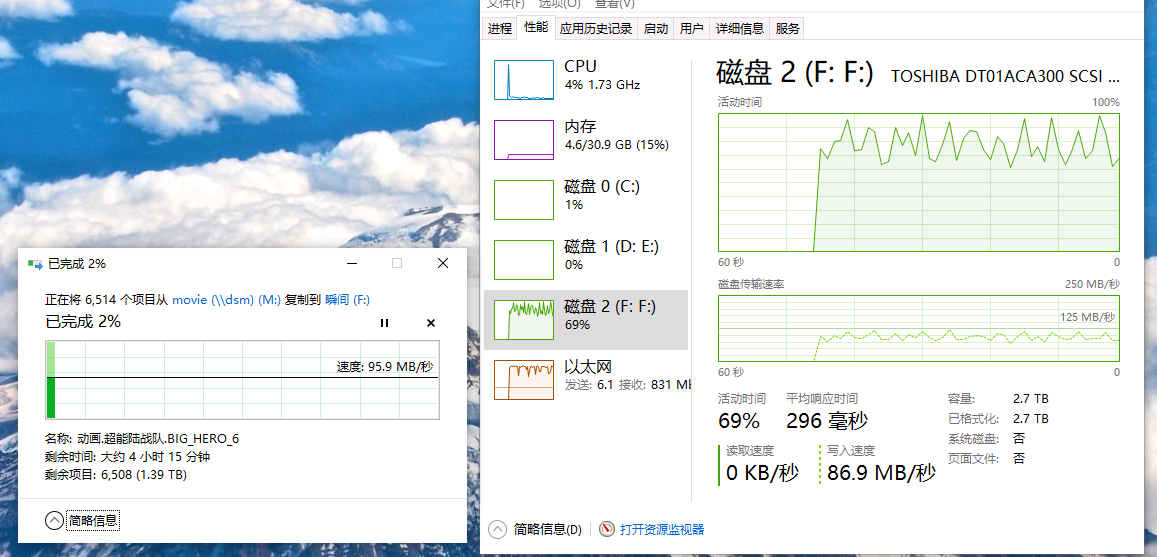 文件(F) 选项(O) 查看(V)
进程 性能 应用历史记录 启动 用户 详细信息 服务
CPU
4% 1.73 GHz
内存
4.6/30.9 GB (15%)
磁盘 0 (C:)
1%
磁盘 1 (D: E:)
0%
磁盘 2 (F: F:)
69%
以太网
发送: 6.1 接收: 831 Mb
磁盘 2 (F: F:) TOSHIBA DT01ACA300 SCSI ...
活动时间 100%
60 秒 0
磁盘传输速率 250 MB/秒
125 MB/秒
60 秒 0
活动时间 平均响应时间
69% 296 毫秒
读取速度 写入速度
0 KB/秒 86.9 MB/秒
容量: 2.7 TB
已格式化: 2.7 TB
系统磁盘: 否
页面文件: 否
简略信息(D) 打开资源监视器
已完成 2%
正在将 6,514 个项目从 movie (\\dsm) (M:) 复制到 瞬间 (F:)
已完成 2%
速度: 95.9 MB/秒
名称: 动画.超能陆战队.BIG_HERO_6
剩余时间: 大约 4 小时 15 分钟
剩余项目: 6,508 (1.39 TB)
简略信息